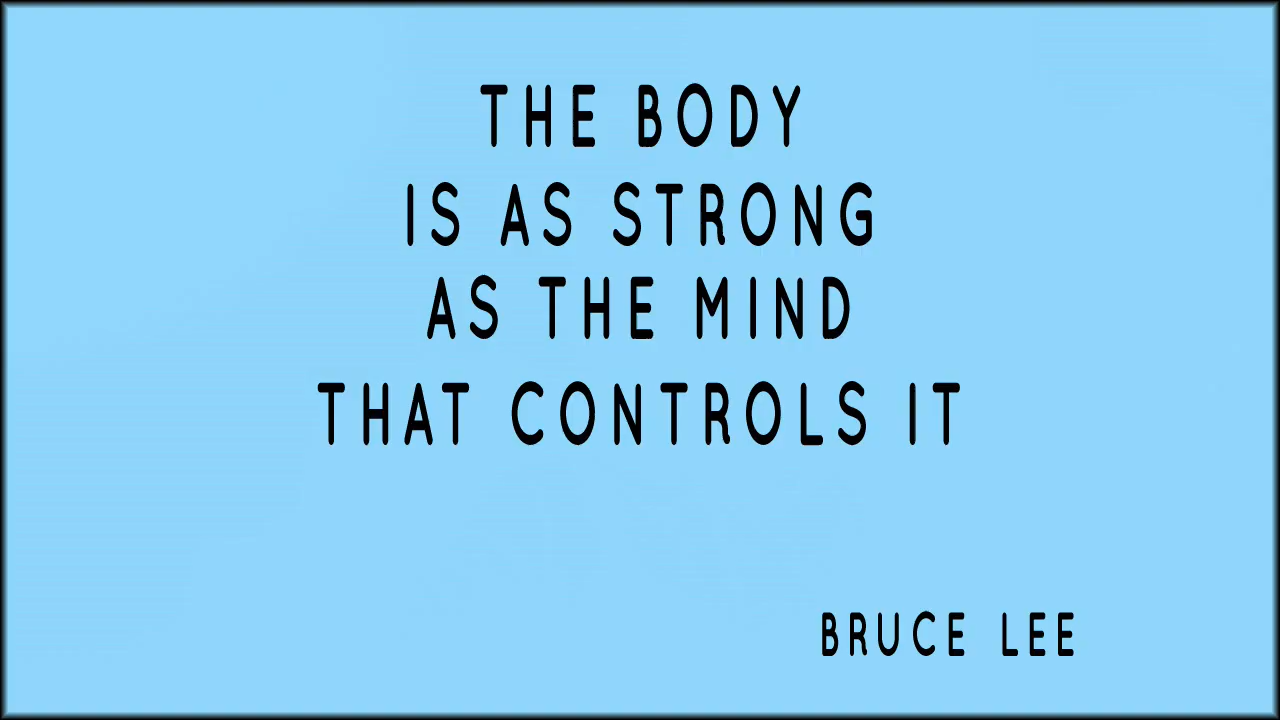 THE BODY
IS AS STRONG
AS THE MIND
THAT CONTROLS IT
BRUCE LEE